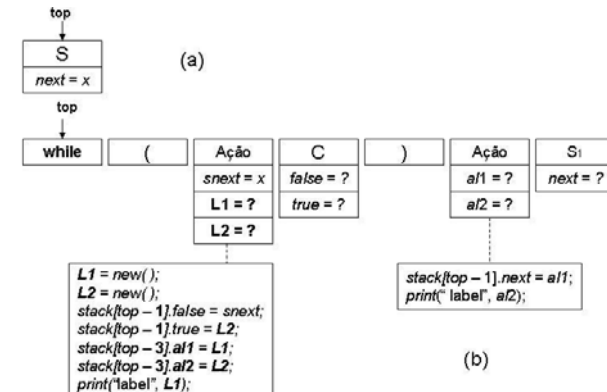 top
S
(a)
next = x
top
while ( Ação C ) Ação S1
snext = x false = ? al1 = ? next = ?
L1 = ? true = ? al2 = ?
L2 = ?
L1 = new( );
L2 = new( );
stack[top – 1].false = snext;
stack[top – 1].true = L2;
stack[top – 3].al1 = L1;
stack[top – 3].al2 = L2;
print("label", L1);
stack[top – 1].next = al1;
print(" label", al2);
(b)